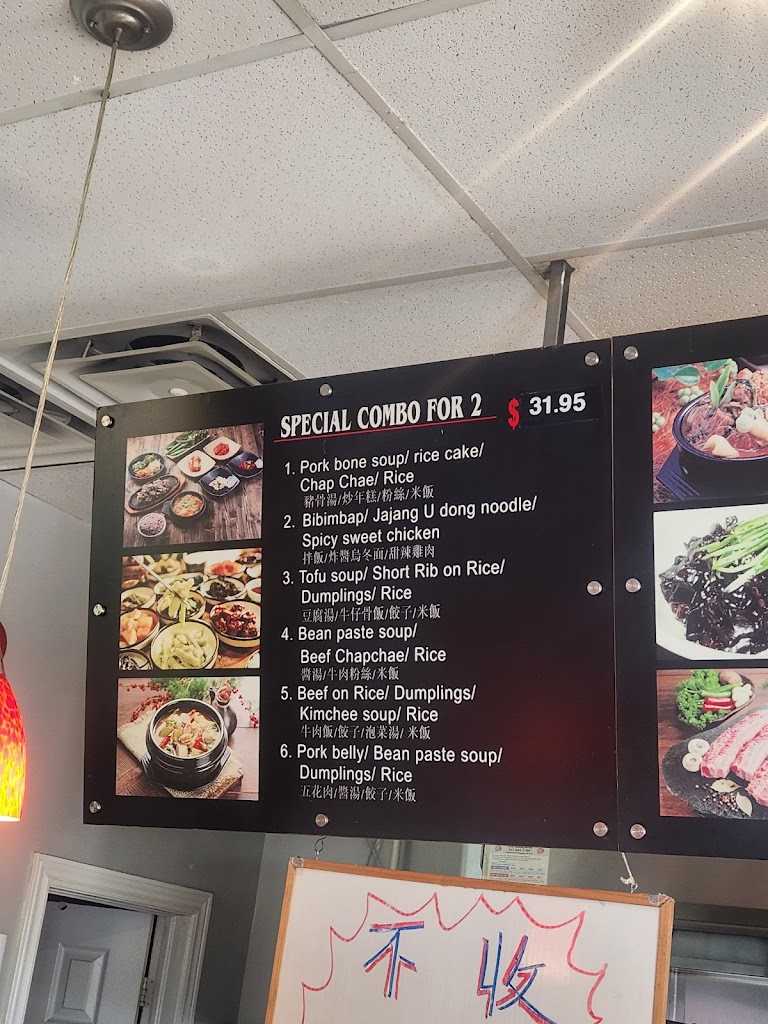 SPECIAL COMBO FOR 2 $ 31.95
1. Pork bone soup/ rice cake/
Chap Chae/ Rice
豬骨湯/炒年糕/粉絲/米飯
2. Bibimbap/ Jajang U dong noodle/
Spicy sweet chicken
拌飯/炸醬烏冬面/甜辣雞肉
3. Tofu soup/ Short Rib on Rice/
Dumplings/ Rice
豆腐湯/牛仔骨飯/餃子/米飯
4. Bean paste soup/
Beef Chapchae/ Rice
醬湯/牛肉粉絲/米飯
5. Beef on Rice/ Dumplings/
Kimchee soup/ Rice
牛肉飯/餃子/泡菜湯/ 米飯
6. Pork belly/ Bean paste soup/
Dumplings/ Rice
五花肉/醬湯/餃子/米飯
不 收